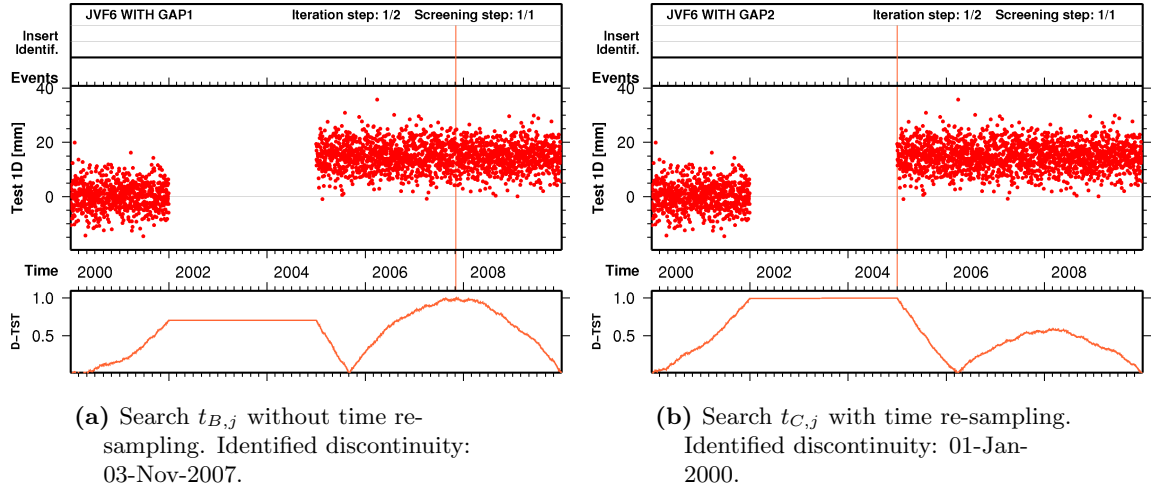 JVF6 WITH GAP1 Iteration step: 1/2 Screening step: 1/1
Insert
Identif.
Events
40
20
0
Test 1D [mm]
Time 2000 2002 2004 2006 2008
1.0
0.5
D-TST
(a) Search t_{B,j} without time re-
sampling. Identified discontinuity:
03-Nov-2007.
JVF6 WITH GAP2 Iteration step: 1/2 Screening step: 1/1
Insert
Identif.
Events
40
20
0
Test 1D [mm]
Time 2000 2002 2004 2006 2008
1.0
0.5
D-TST
(b) Search t_{C,j} with time re-sampling.
Identified discontinuity: 01-Jan-
2000.